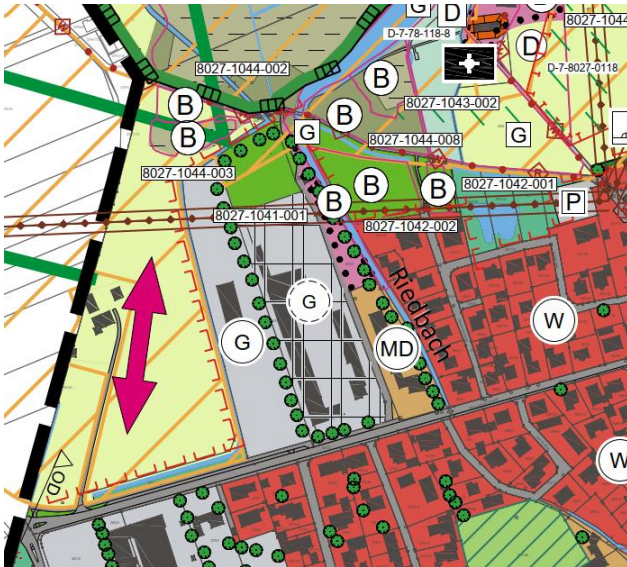 G
D
8027-1044
D-7-78-118-8
D
8027-1044-002
B
D-7-8027-0118
B
8027-1043-002
B
B
G
8027-1044-008
G
B
8027-1044-003
B
B
8027-1042-001
B
P
8027-1041-001
8027-1042-002
Riedbach
G
W
G
MD
W
OD